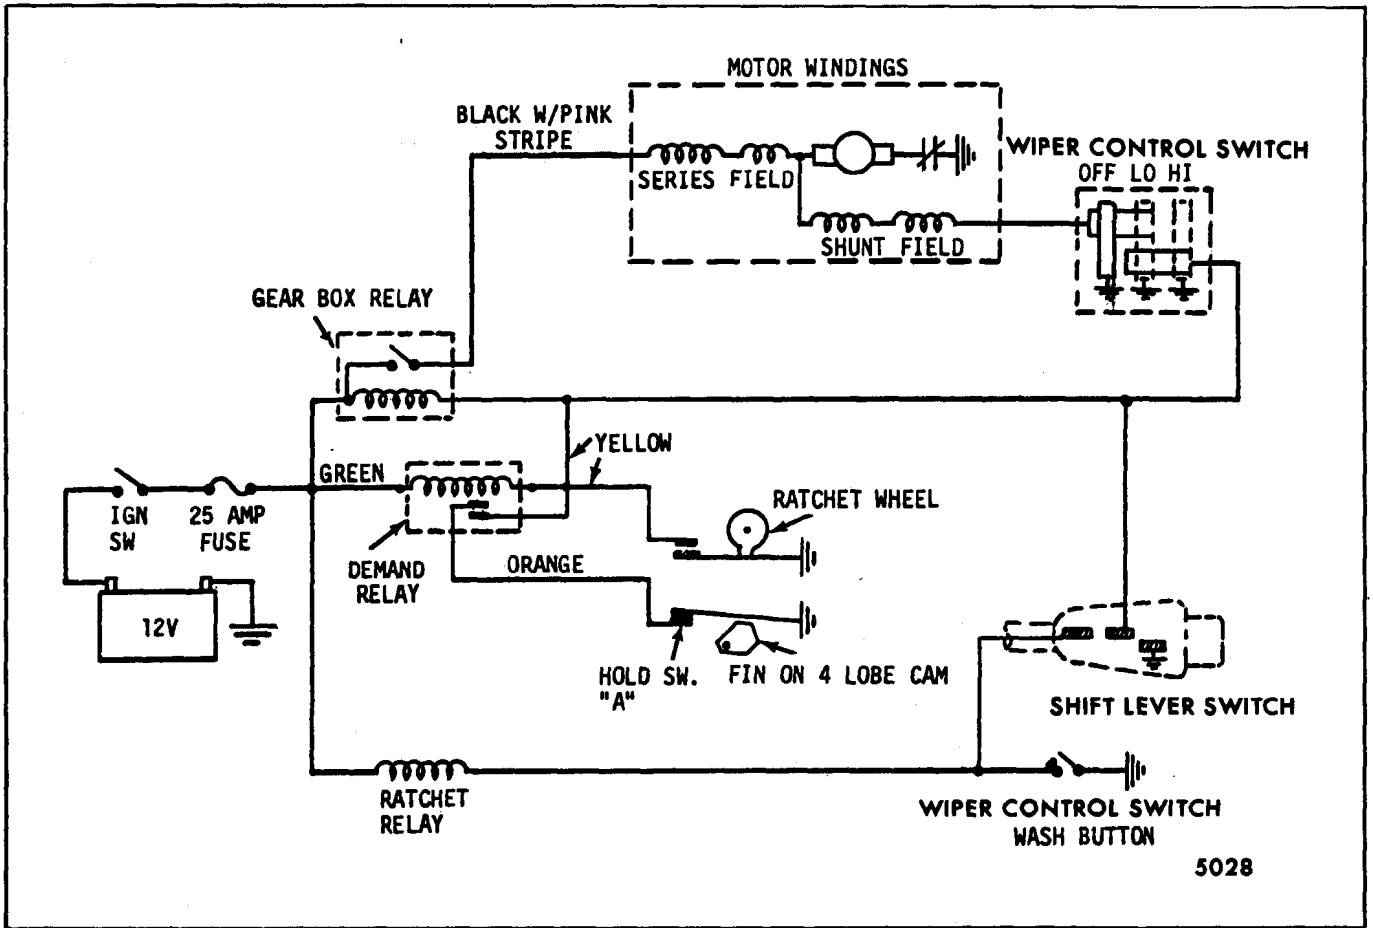 MOTOR WINDINGS
BLACK W/PINK
STRIPE
WIPER CONTROL SWITCH
OFF LO HI
SERIES FIELD
SHUNT FIELD
GEAR BOX RELAY
YELLOW
GREEN
RATCHET WHEEL
IGN
SW
25 AMP
FUSE
DEMAND
RELAY
ORANGE
12V
HOLD SW.
"A"
FIN ON 4 LOBE CAM
SHIFT LEVER SWITCH
RATCHET
RELAY
WIPER CONTROL SWITCH
WASH BUTTON
5028